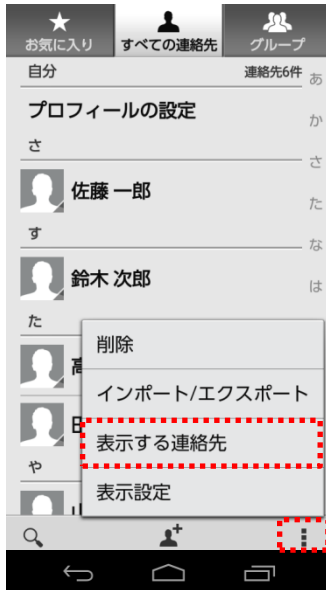 お気に入り
すべての連絡先
グループ
自分
連絡先6件
あ
プロフィールの設定
か
さ
さ
佐藤 一郎
た
す
な
鈴木 次郎
は
た
削除
インポート/エクスポート
表示する連絡先
や
表示設定